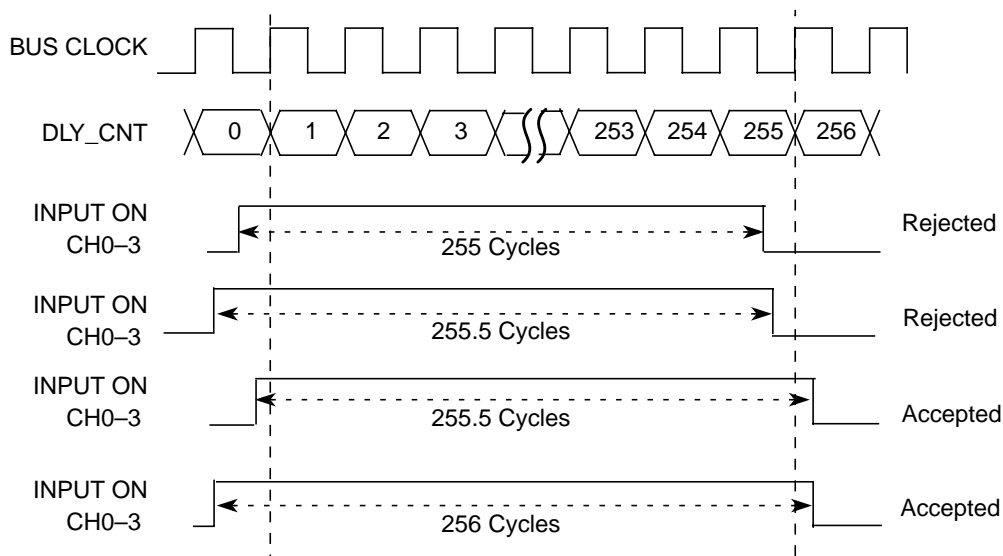 BUS CLOCK
DLY_CNT 0 1 2 3 253 254 255 256
INPUT ON
CH0–3
255 Cycles
Rejected
INPUT ON
CH0–3
255.5 Cycles
Rejected
INPUT ON
CH0–3
255.5 Cycles
Accepted
INPUT ON
CH0–3
256 Cycles
Accepted